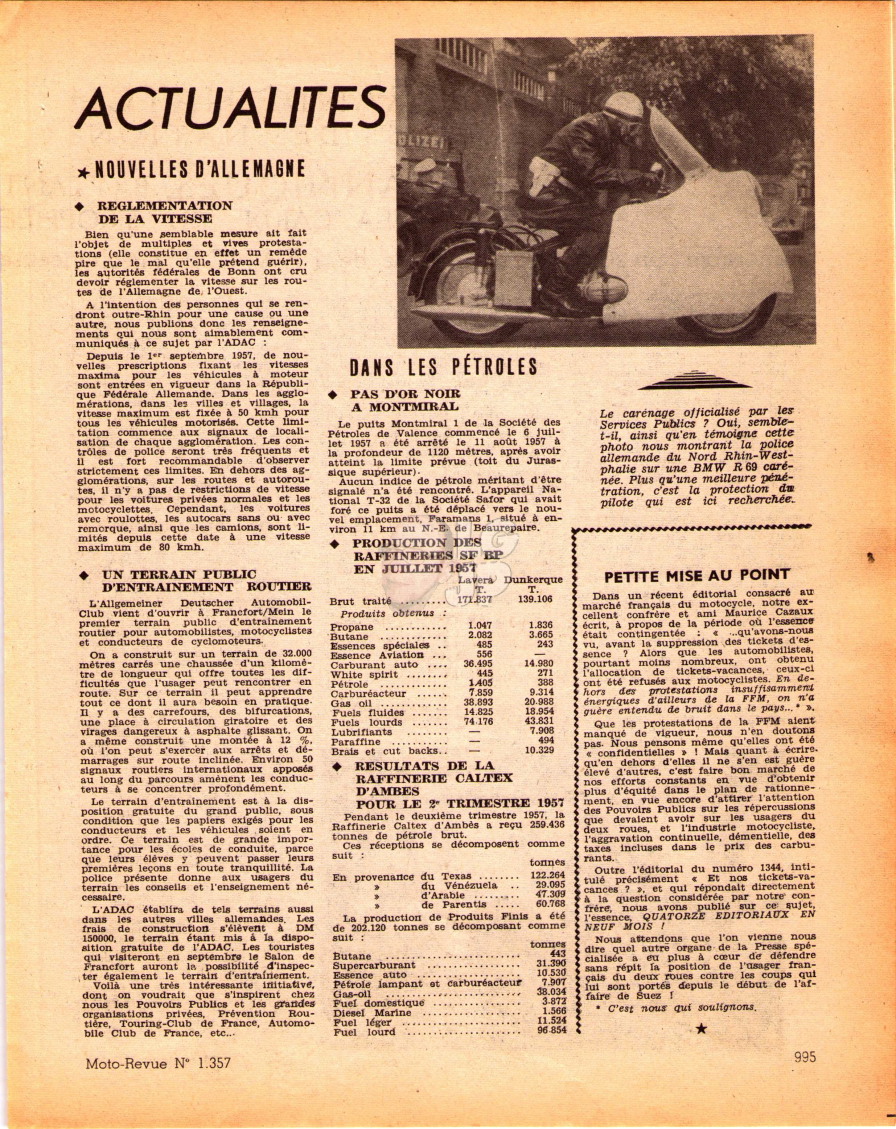 ACTUALITES
★ NOUVELLES D'ALLEMAGNE
◆ REGLEMENTATION
DE LA VITESSE
Bien qu'une semblable mesure ait fait
l'objet de multiples et vives protesta-
tions (elle constitue en effet un remède
pire que le mal qu'elle prétend guérir),
les autorités fédérales de Bonn ont cru
devoir réglementer la vitesse sur les rou-
tes de l'Allemagne de l'Ouest.
A l'intention des personnes qui se ren-
dront outre-Rhin pour une cause ou une
autre, nous publions donc les renseigne-
ments qui nous sont aimablement com-
muniqués à ce sujet par l'ADAC :
Depuis le 1er septembre 1957, de nou-
velles prescriptions fixant les vitesses
maxima pour les véhicules à moteur
sont entrées en vigueur dans la Républi-
que Fédérale Allemande. Dans les agglo-
mérations, dans les villes et villages, la
vitesse maximum est fixée à 50 kmh pour
tous les véhicules motorisés. Cette limi-
tation commence aux signaux de locali-
sation de chaque agglomération. Les con-
trôles de police seront très fréquents et
il est fort recommandable d'observer
strictement ces limites. En dehors des ag-
glomérations, sur les routes et autorou-
tes, il n'y a pas de restrictions de vitesse
pour les voitures privées normales et les
motocyclettes. Cependant, les voitures
avec roulottes, les autocars sans ou avec
remorque, ainsi que les camions, sont li-
mités depuis cette date à une vitesse
maximum de 80 kmh.
◆ UN TERRAIN PUBLIC
D'ENTRAINEMENT ROUTIER
L'Allgemeiner Deutscher Automobil-
Club vient d'ouvrir à Francfort/Mein le
premier terrain public d'entraînement
routier pour automobilistes, motocyclistes
et conducteurs de cyclomoteurs.
On a construit sur un terrain de 32.000
mètres carrés une chaussée d'un kilomè-
tre de longueur qui offre toutes les dif-
ficultés que l'usager peut rencontrer en
route. Sur ce terrain il peut apprendre
tout ce dont il aura besoin en pratique.
Il y a des carrefours, des bifurcations,
une place à circulation giratoire et des
virages dangereux à asphalte glissant. On
a même construit une montée à 12 %,
où l'on peut s'exercer aux arrêts et dé-
marrages sur route inclinée. Environ 50
signaux routiers internationaux apposés
au long du parcours amènent les conduc-
teurs à se concentrer profondément.
Le terrain d'entraînement est à la dis-
position gratuite du grand public, sous
condition que les papiers exigés pour les
conducteurs et les véhicules soient en
ordre. Ce terrain est de grande impor-
tance pour les écoles de conduite, parce
que leurs élèves y peuvent passer leurs
premières leçons en toute tranquillité. La
police présente donne aux usagers du
terrain les conseils et l'enseignement né-
cessaire.
L'ADAC établira de tels terrains aussi
dans les autres villes allemandes. Les
frais de construction s'élèvent à DM
150000, le terrain étant mis à la dispo-
sition gratuite de l'ADAC. Les touristes
qui visiteront en septembre le Salon de
Francfort auront la possibilité d'inspec-
ter également le terrain d'entraînement.
Voilà une très intéressante initiative,
dont on voudrait que s'inspirent chez
nous les Pouvoirs Publics et les grandes
organisations privées, Prévention Rou-
tière, Touring-Club de France, Automo-
bile Club de France, etc...
DANS LES PÉTROLES
◆ PAS D'OR NOIR
A MONTMIRAL
Le puits Montmiral 1 de la Société des
Pétroles de Valence commencé le 6 juil-
let 1957 a été arrêté le 11 août 1957 à
la profondeur de 1120 mètres, après avoir
atteint la limite prévue (toit du Juras-
sique supérieur).
Aucun indice de pétrole méritant d'être
signalé n'a été rencontré. L'appareil Na-
tional T-32 de la Société Safor qui avait
foré ce puits a été déplacé vers le nou-
vel emplacement, Faramans 1, situé à en-
viron 11 km au N.-E. de Beaurepaire.
◆ PRODUCTION DES
RAFFINERIES SF BP
EN JUILLET 1957
Lavera Dunkerque
T. T.
Brut traité ........ 171.837 139.106
Produits obtenus :
Propane ............ 1.047 1.836
Butane ............. 2.082 3.665
Essences spéciales .. 485 243
Essence Aviation ... 556 —
Carburant auto .... 36.495 14.980
White spirit ....... 445 271
Pétrole ............ 1.405 388
Carburéacteur ...... 7.859 9.314
Gas oil ............ 38.893 20.988
Fuels fluides ...... 14.825 18.954
Fuels lourds ....... 74.176 43.831
Lubrifiants ........ — 7.908
Paraffine .......... — 494
Brais et cut backs.. — 10.329
◆ RESULTATS DE LA
RAFFINERIE CALTEX
D'AMBES
POUR LE 2e TRIMESTRE 1957
Pendant le deuxième trimestre 1957, la
Raffinerie Caltex d'Ambès a reçu 259.436
tonnes de pétrole brut.
Ces réceptions se décomposent comme
suit :
tonnes
En provenance du Texas ........ 122.264
» du Vénézuela .. 29.095
» d'Arabie ......... 47.309
» de Parentis .... 60.768
La production de Produits Finis a été
de 202.120 tonnes se décomposant comme
suit :
tonnes
Butane ........................ 443
Supercarburant ................ 31.390
Essence auto .................. 10.530
Pétrole lampant et carburéacteur 7.907
Gas-oil ....................... 38.034
Fuel domestique ............... 3.872
Diesel Marine ................. 1.566
Fuel léger .................... 11.524
Fuel lourd .................... 96.854
OLIZEI
Le carénage officialisé par les
Services Publics ? Oui, semble-
t-il, ainsi qu'en témoigne cette
photo nous montrant la police
allemande du Nord Rhin-West-
phalie sur une BMW R 69 caré-
née. Plus qu'une meilleure péné-
tration, c'est la protection du
pilote qui est ici recherchée.
PETITE MISE AU POINT
Dans un récent éditorial consacré au
marché français du motocycle, notre ex-
cellent confrère et ami Maurice Cazaux
écrit, à propos de la période où l'essence
était contingentée : « ...qu'avons-nous
vu, avant la suppression des tickets d'es-
sence ? Alors que les automobilistes,
pourtant moins nombreux, ont obtenu
l'allocation de tickets-vacances, ceux-ci
ont été refusés aux motocyclistes. En de-
hors des protestations insuffisamment
énergiques d'ailleurs de la FFM, on n'a
guère entendu de bruit dans le pays...* ».
Que les protestations de la FFM aient
manqué de vigueur, nous n'en doutons
pas. Nous pensons même qu'elles ont été
« confidentielles » ! Mais quant à écrire
qu'en dehors d'elles il ne s'en est guère
élevé d'autres, c'est faire bon marché de
nos efforts constants en vue d'obtenir
plus d'équité dans le plan de rationne-
ment, en vue encore d'attirer l'attention
des Pouvoirs Publics sur les répercussions
que devaient avoir sur les usagers du
deux roues, et l'industrie motocycliste,
l'aggravation continuelle, démentielle, des
taxes incluses dans le prix des carbu-
rants.
Outre l'éditorial du numéro 1344, inti-
tulé précisément « Et nos tickets-va-
cances ? », et qui répondait directement
à la question considérée par notre con-
frère, nous avons publié sur ce sujet,
l'essence, QUATORZE EDITORIAUX EN
NEUF MOIS !
Nous attendons que l'on vienne nous
dire quel autre organe de la Presse spé-
cialisée a eu plus à cœur de défendre
sans répit la position de l'usager fran-
çais du deux roues contre les coups qui
lui sont portés depuis le début de l'af-
faire de Suez !
* C'est nous qui soulignons.
★
Moto-Revue N° 1.357
995